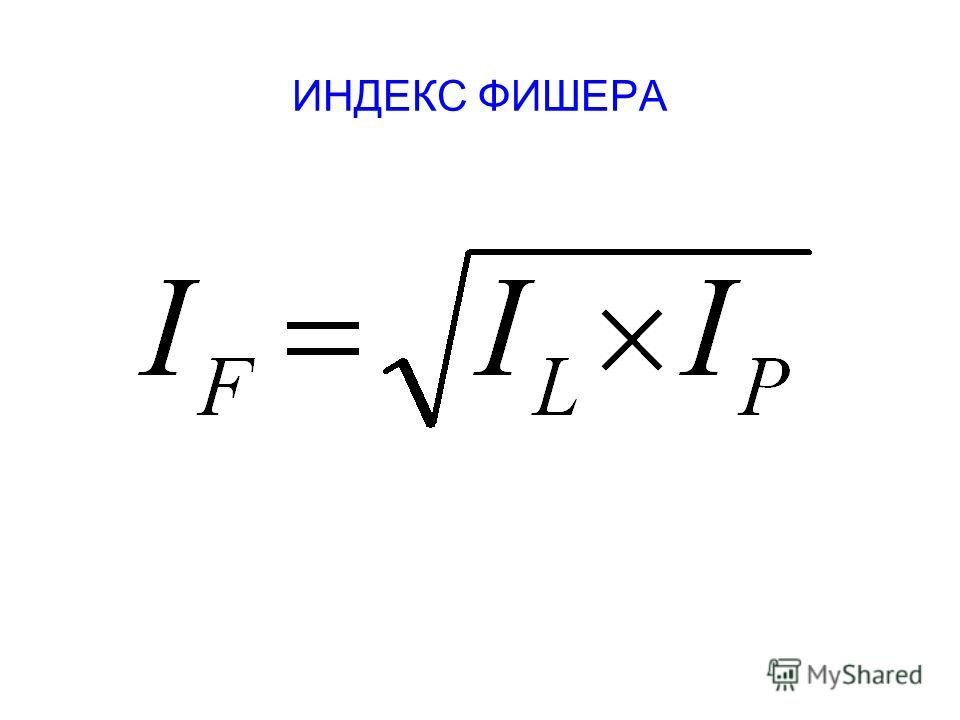 ИНДЕКС ФИШЕРА
I_F = √(I_L × I_P)
MyShared